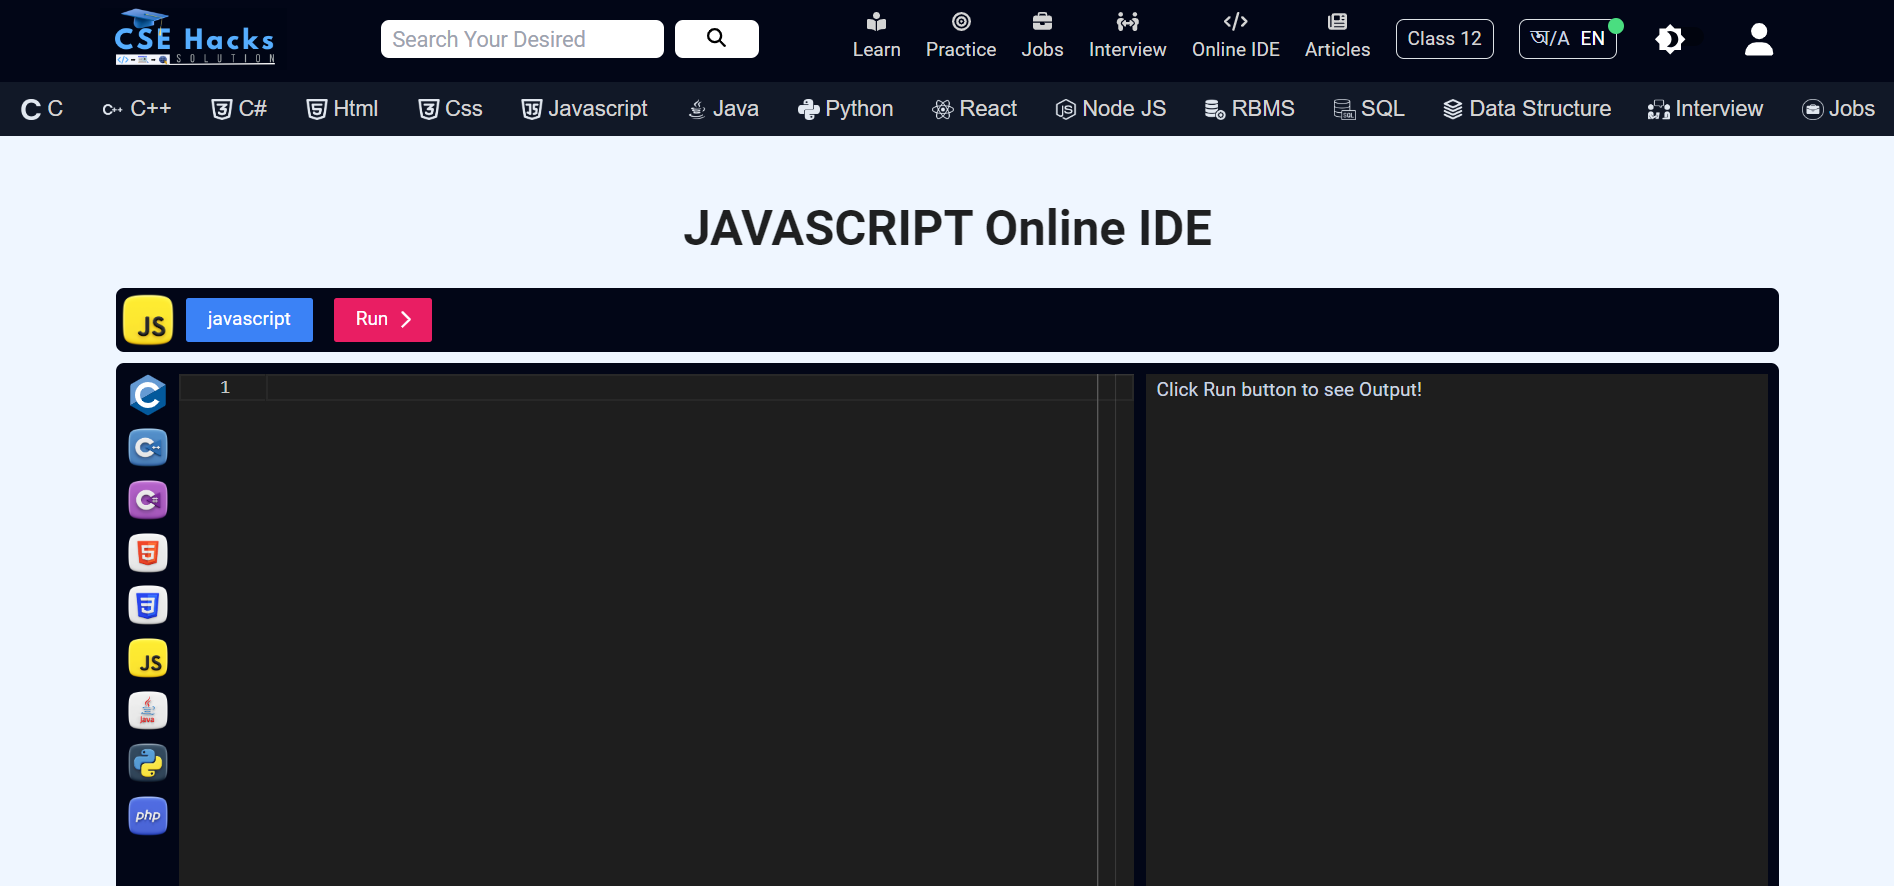 CSE Hacks
SOLUTION
Search Your Desired
Learn
Practice
Jobs
Interview
Online IDE
Articles
Class 12
অ/A EN
C
C++
C#
Html
Css
Javascript
Java
Python
React
Node JS
RBMS
SQL
Data Structure
Interview
Jobs
JAVASCRIPT Online IDE
JS
javascript
Run
1
Click Run button to see Output!
JS
Java
php